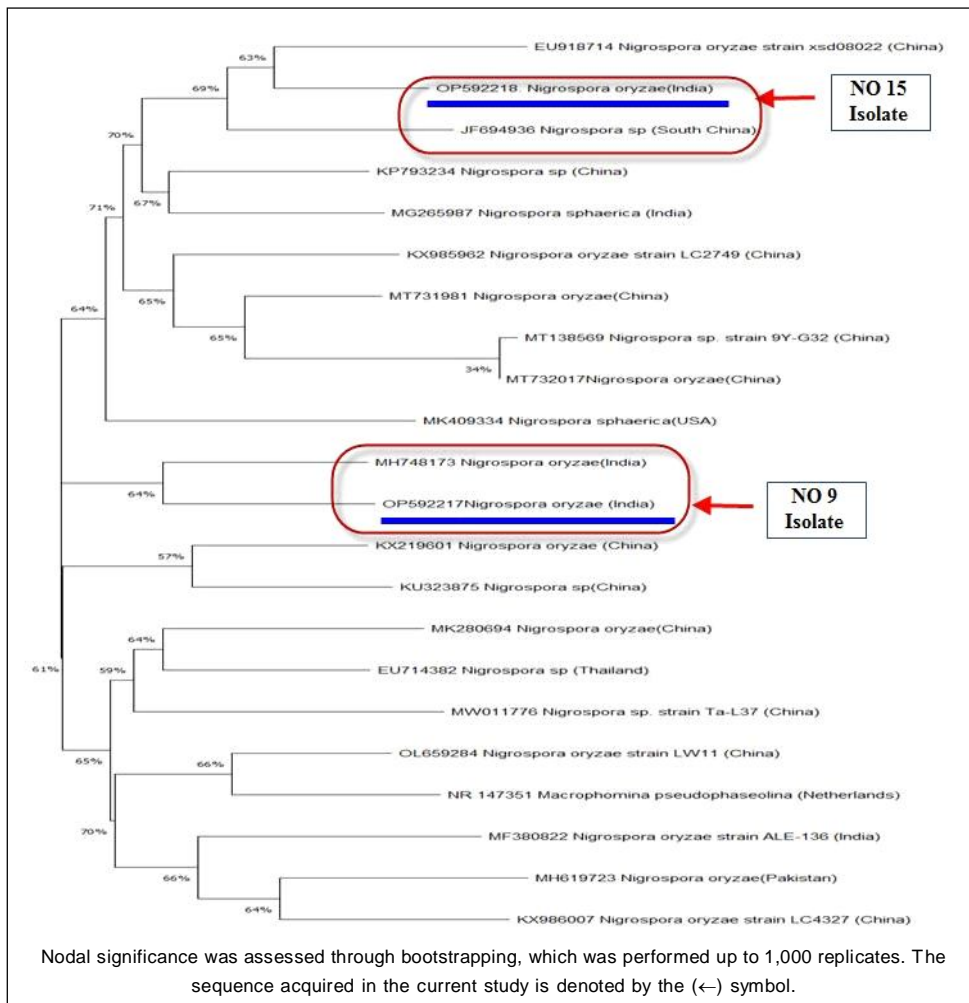 EU918714 Nigrospora oryzae strain xsd08022 (China)
63%
OP592218. Nigrospora oryzae(India)
NO 15
Isolate
69%
JF694936 Nigrospora sp (South China)
70%
KP793234 Nigrospora sp (China)
67%
MG265987 Nigrospora sphaerica (India)
71%
KX985962 Nigrospora oryzae strain LC2749 (China)
65%
MT731981 Nigrospora oryzae(China)
64%
65%
MT138569 Nigrospora sp. strain 9Y-G32 (China)
34%
MT732017Nigrospora oryzae(China)
MK409334 Nigrospora sphaerica(USA)
MH748173 Nigrospora oryzae(India)
64%
OP592217Nigrospora oryzae (India)
NO 9
Isolate
KX219601 Nigrospora oryzae (China)
57%
KU323875 Nigrospora sp(China)
MK280694 Nigrospora oryzae(China)
64%
61%
59%
EU714382 Nigrospora sp (Thailand)
MW011776 Nigrospora sp. strain Ta-L37 (China)
65%
OL659284 Nigrospora oryzae strain LW11 (China)
66%
NR 147351 Macrophomina pseudophaseolina (Netherlands)
70%
MF380822 Nigrospora oryzae strain ALE-136 (India)
66%
MH619723 Nigrospora oryzae(Pakistan)
64%
KX986007 Nigrospora oryzae strain LC4327 (China)
Nodal significance was assessed through bootstrapping, which was performed up to 1,000 replicates. The
sequence acquired in the current study is denoted by the (←) symbol.